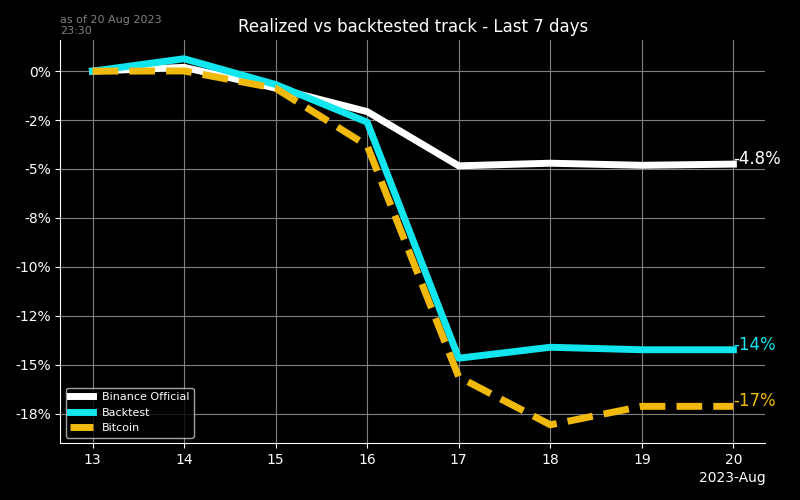 as of 20 Aug 2023
23:30
Realized vs backtested track - Last 7 days
0%
-2%
-5%
-8%
-10%
-12%
-15%
-18%
-4.8%
-14%
-17%
Binance Official
Backtest
Bitcoin
13 14 15 16 17 18 19 20
2023-Aug